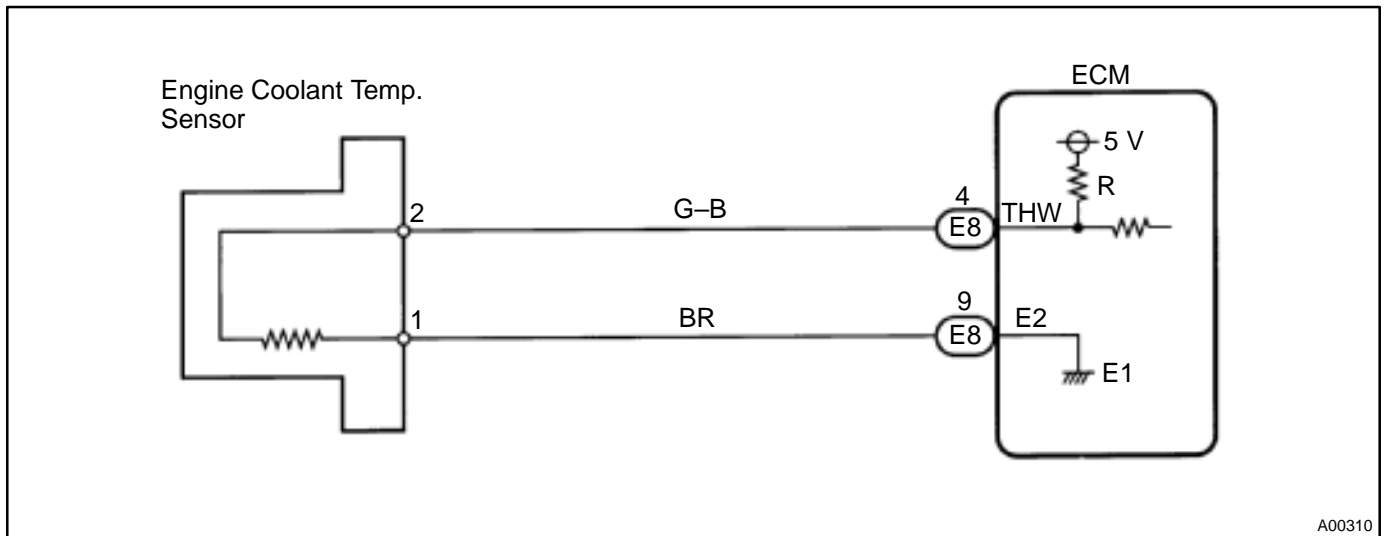 Engine Coolant Temp.
Sensor
ECM
5 V
R
2
G–B
4
E8
THW
1
BR
9
E8
E2
E1
A00310